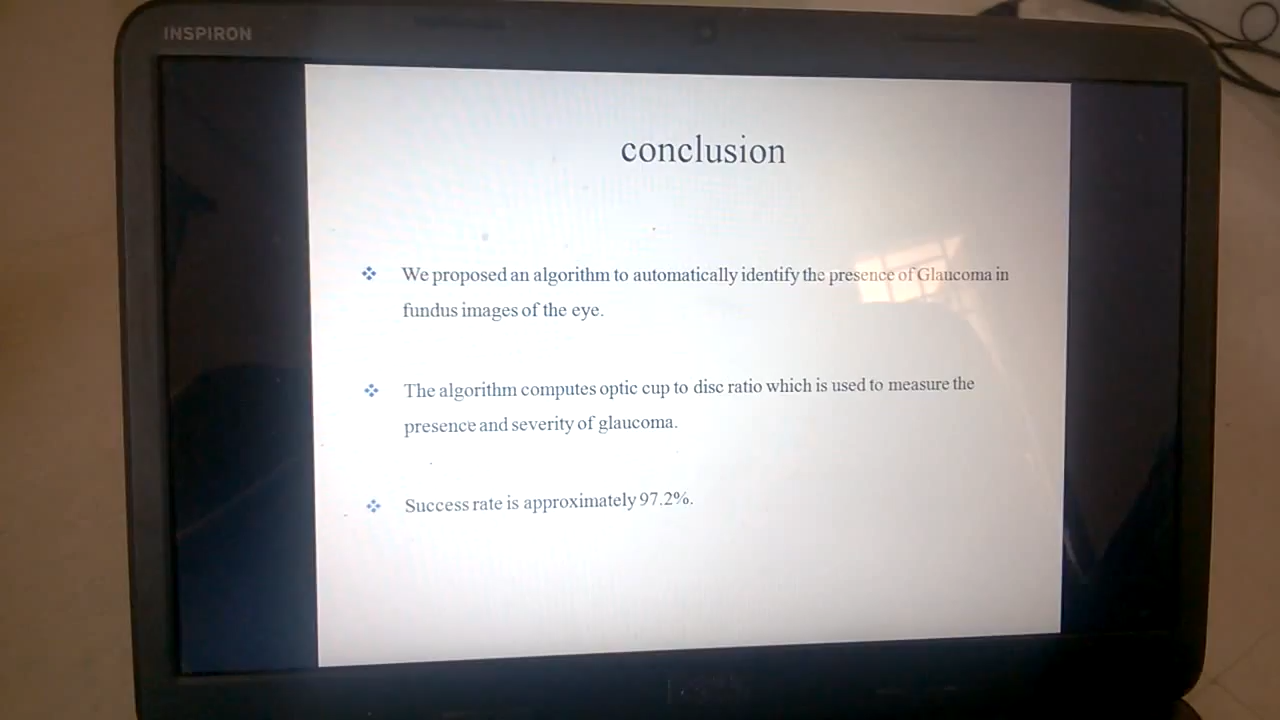 INSPIRON
conclusion
We proposed an algorithm to automatically identify the presence of Glaucoma in
fundus images of the eye.
The algorithm computes optic cup to disc ratio which is used to measure the
presence and severity of glaucoma.
Success rate is approximately 97.2%.